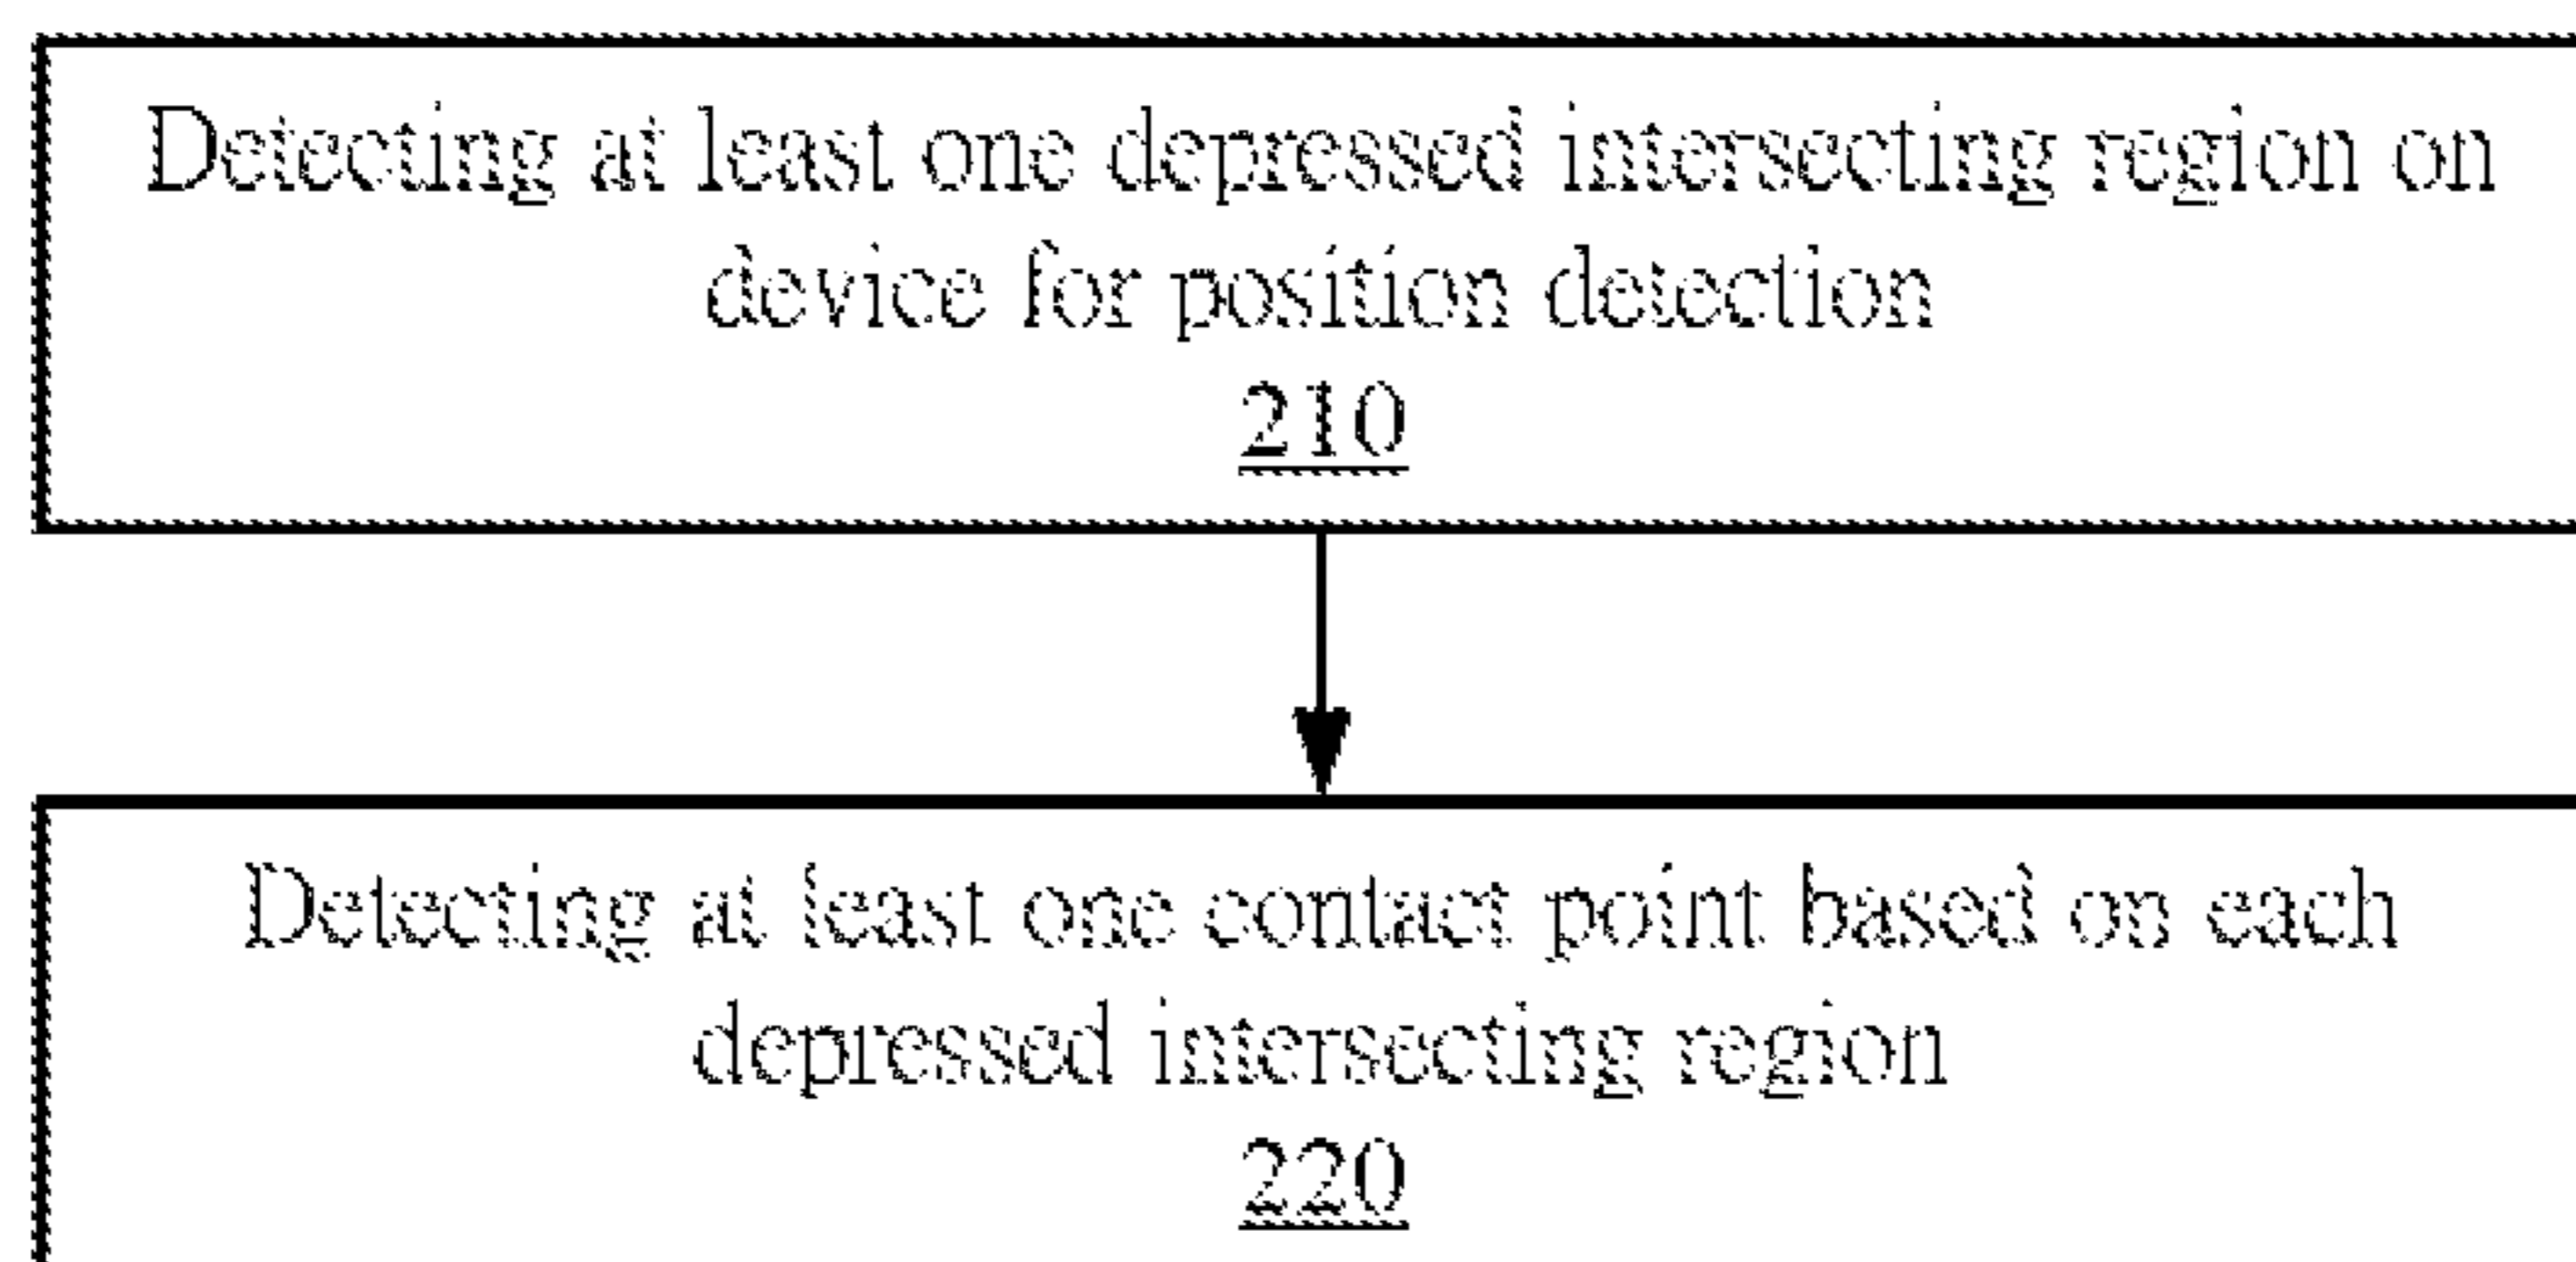 Detecting at least one depressed intersecting region on
device for position detection
210
Detecting at least one contact point based on each
depressed intersecting region
220